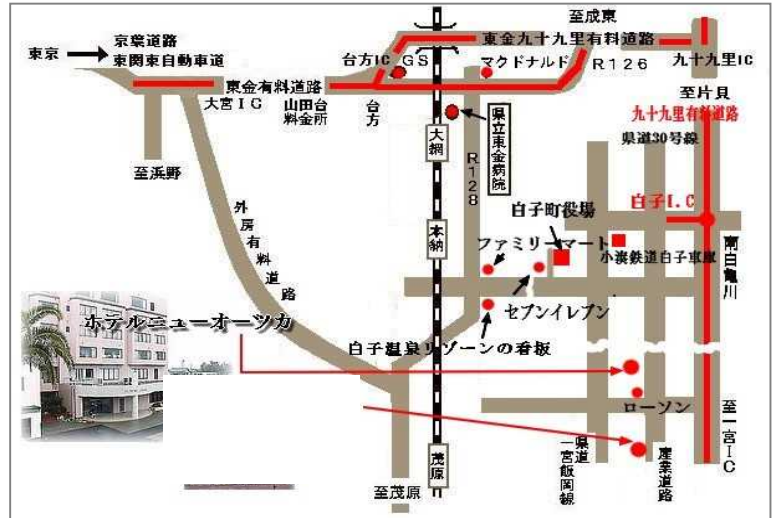 至成東
京葉道路
東京
東関東自動車道
東金九十九里有料道路
台方IC
GS
マクドナルド
R126
九十九里IC
東金有料道路
大宮IC
山田台
料金所
台方
至片貝
九十九里有料道路
県道30号線
県立東金病院
大網
R128
至浜野
白子I.C
白子町役場
外房有料道路
本納
ファミリーマート
小湊鉄道白子車庫
南白亀川
セブンイレブン
ホテルニューオーツカ
白子温泉リゾーンの看板
ローソン
至一宮IC
県道
一宮飯岡線
産業道路
茂原
至茂原